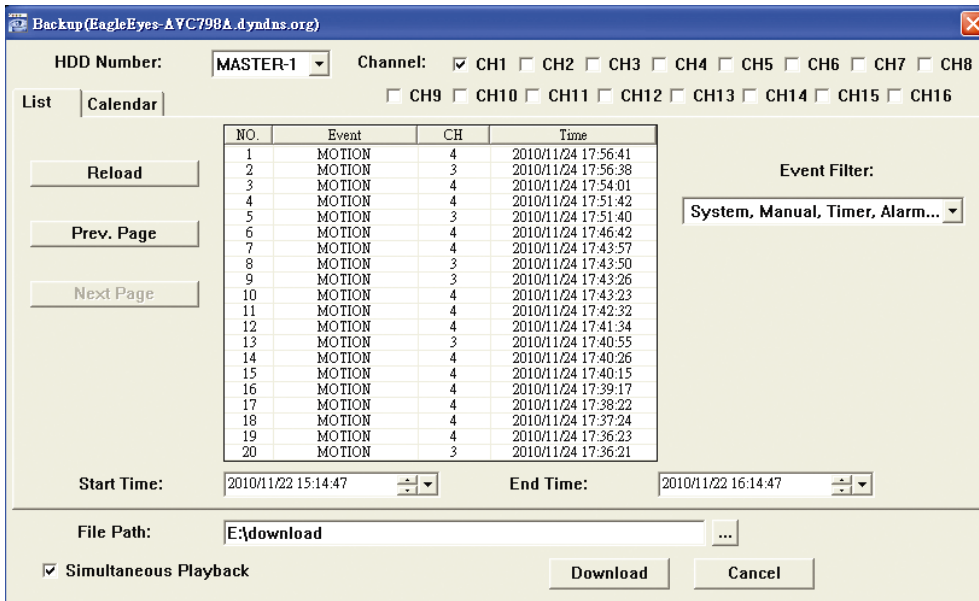 Backup(EagleEyes-AVC798A.dyndns.org)
HDD Number: MASTER-1 Channel: CH1 CH2 CH3 CH4 CH5 CH6 CH7 CH8
CH9 CH10 CH11 CH12 CH13 CH14 CH15 CH16
List Calendar
NO. Event CH Time
1 MOTION 4 2010/11/24 17:56:41
2 MOTION 3 2010/11/24 17:56:38
3 MOTION 4 2010/11/24 17:54:01
4 MOTION 4 2010/11/24 17:51:42
5 MOTION 3 2010/11/24 17:51:40
6 MOTION 4 2010/11/24 17:46:42
7 MOTION 4 2010/11/24 17:43:57
8 MOTION 3 2010/11/24 17:43:50
9 MOTION 3 2010/11/24 17:43:26
10 MOTION 4 2010/11/24 17:43:23
11 MOTION 4 2010/11/24 17:42:32
12 MOTION 4 2010/11/24 17:41:34
13 MOTION 3 2010/11/24 17:40:55
14 MOTION 4 2010/11/24 17:40:26
15 MOTION 4 2010/11/24 17:40:15
16 MOTION 4 2010/11/24 17:39:17
17 MOTION 4 2010/11/24 17:38:22
18 MOTION 4 2010/11/24 17:37:24
19 MOTION 4 2010/11/24 17:36:23
20 MOTION 3 2010/11/24 17:36:21
Reload
Prev. Page
Next Page
Event Filter:
System, Manual, Timer, Alarm...
Start Time: 2010/11/22 15:14:47 End Time: 2010/11/22 16:14:47
File Path: E:\download ...
Simultaneous Playback Download Cancel